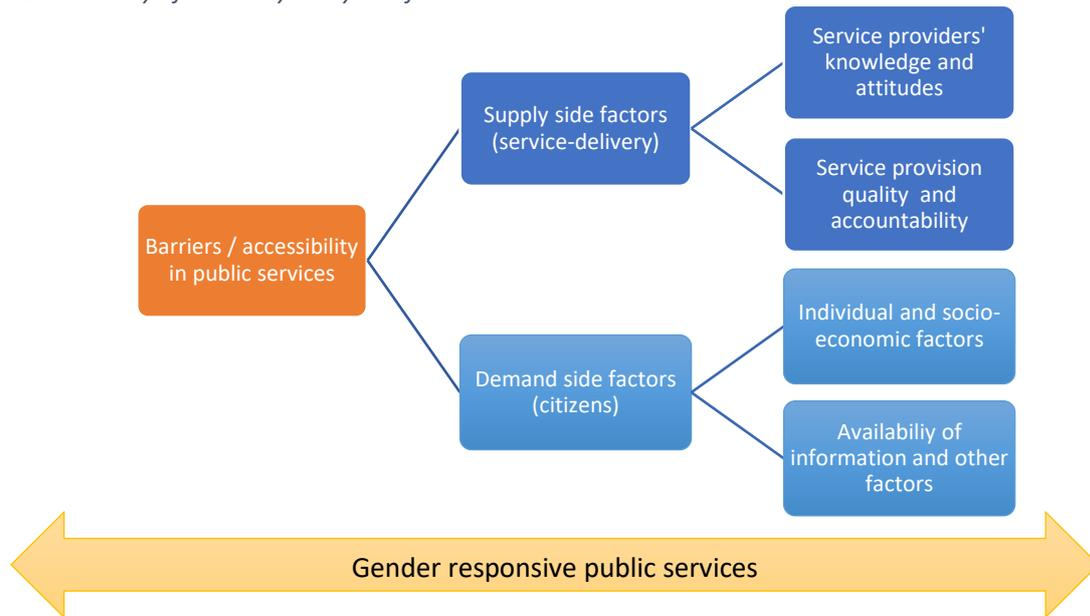 Service providers'
knowledge and
attitudes
Supply side factors
(service-delivery)
Service provision
quality and
accountability
Barriers / accessibility
in public services
Individual and socio-
economic factors
Demand side factors
(citizens)
Availabiliy of
information and other
factors
Gender responsive public services